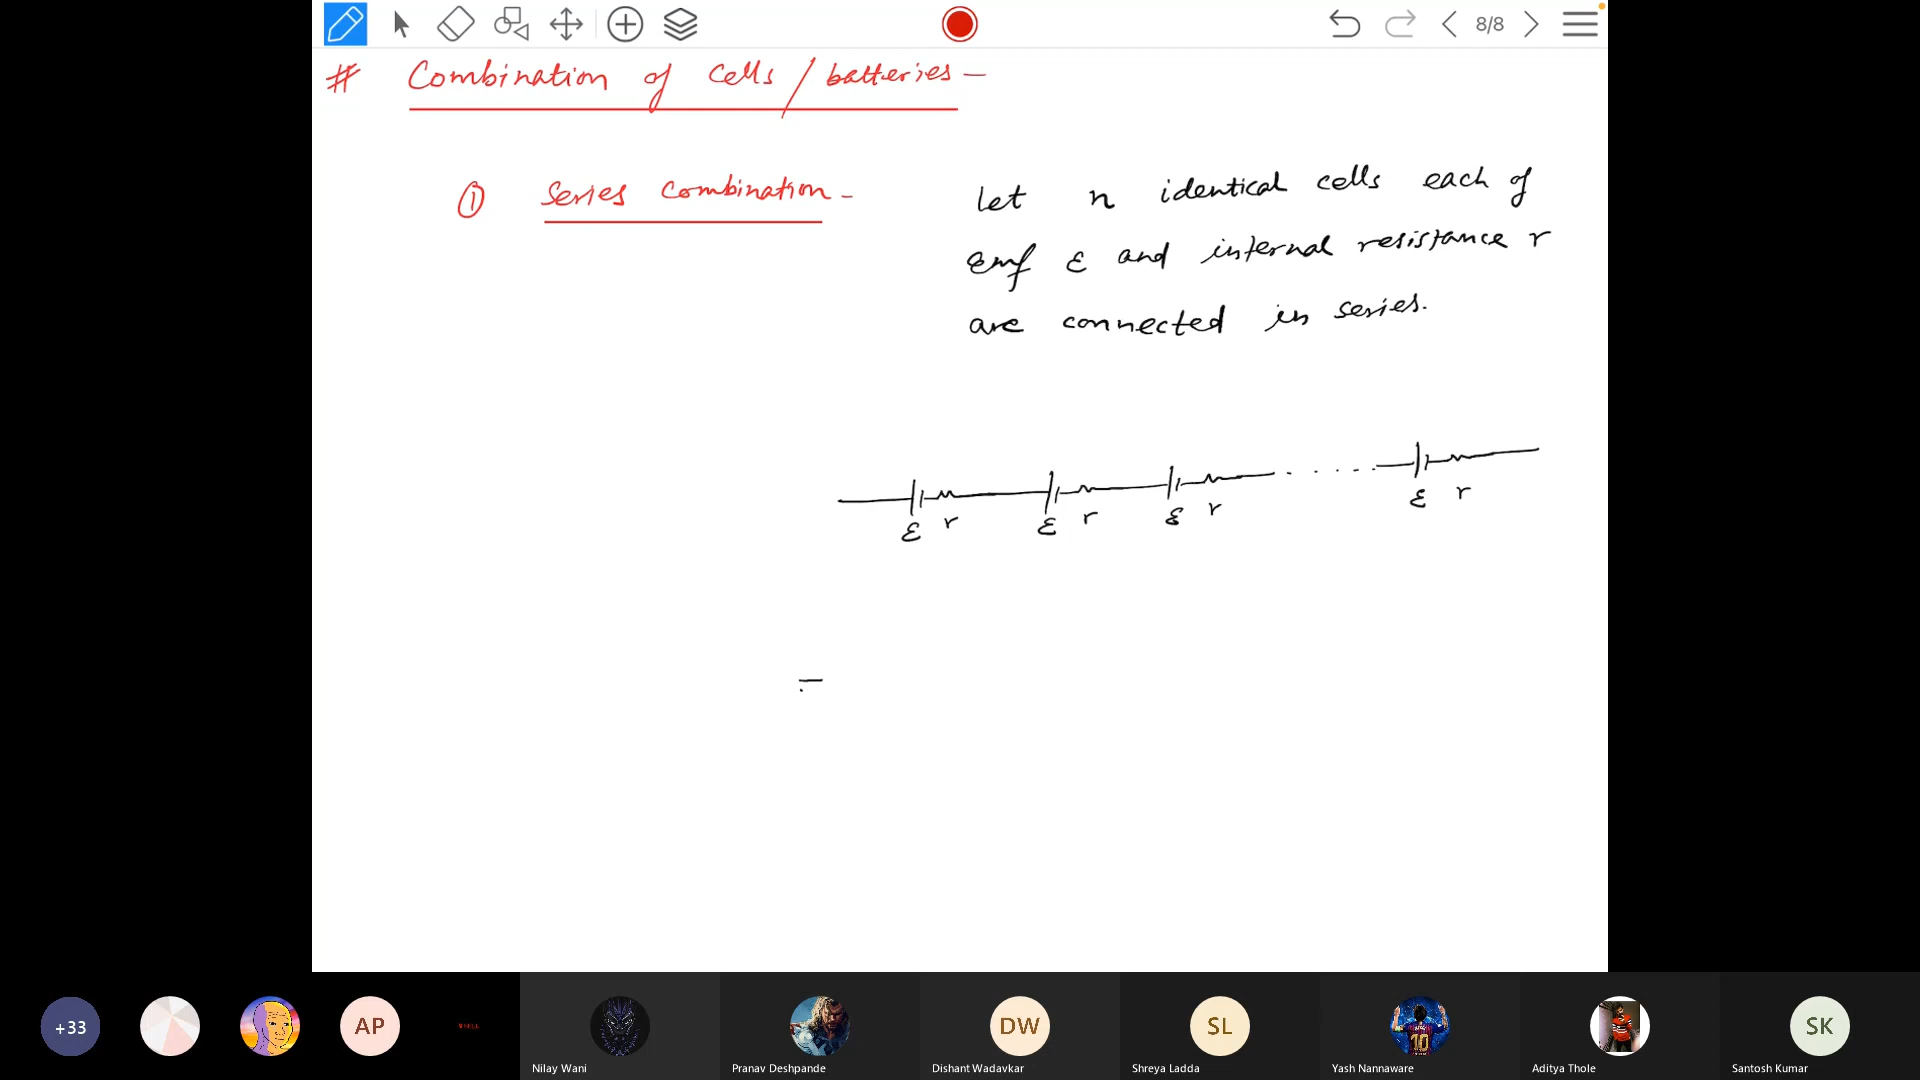 8/8
# Combination of cells / batteries -
① Series Combination -
Let n identical cells each of
emf ε and internal resistance r
are connected in series.
ε r ε r ε r . . . . . ε r
+33
AP
DW
SL
10
SK
Nilay Wani
Pranav Deshpande
Dishant Wadavkar
Shreya Ladda
Yash Nannaware
Aditya Thole
Santosh Kumar